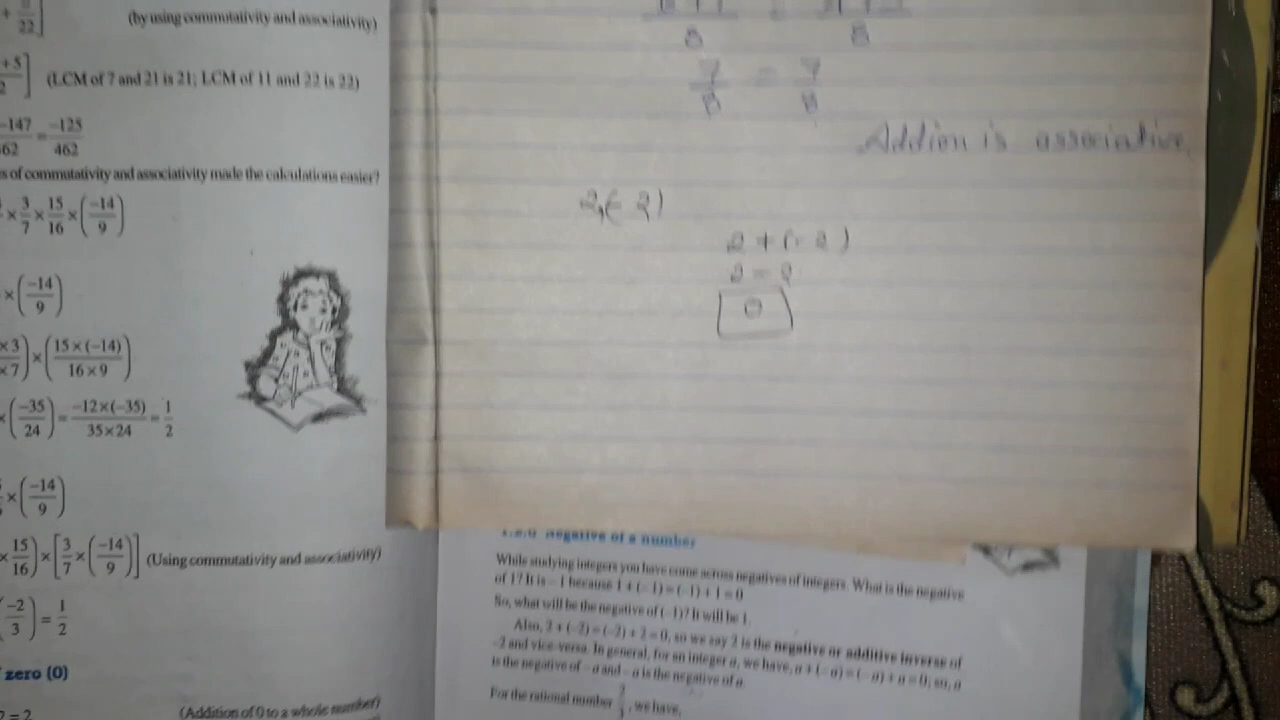 (by using commutativity and associativity)
+5
(LCM of 7 and 21 is 21; LCM of 11 and 22 is 22)
-147/462 = -125/462
s of commutativity and associativity made the calculations easier?
× 3/7 × 15/16 × (-14/9)
× (-14/9)
×3/×7) × (15×(-14)/16×9)
× (-35/24) = -12×(-35)/35×24 = 1/2
× (-14/9)
× 15/16) × [3/7 × (-14/9)] (Using commutativity and associativity)
(-2/3) = 1/2
zero (0)
2 = 2 (Addition of 0 to a whole number)
8 8
7/8 = 7/8
Addion is associative
2,(-2)
2 + (-2)
2 - 2
0
Negative of a number
While studying integers you have come across negatives of integers. What is the negative
of 1? It is – 1 because 1 + (– 1) = (–1) + 1 = 0
So, what will be the negative of (–1)? It will be 1.
Also, 2 + (–2) = (–2) + 2 = 0, so we say 2 is the negative or additive inverse of
–2 and vice-versa. In general, for an integer a, we have, a + (– a) = (– a) + a = 0; so, a
is the negative of – a and – a is the negative of a.
For the rational number 2/3, we have,